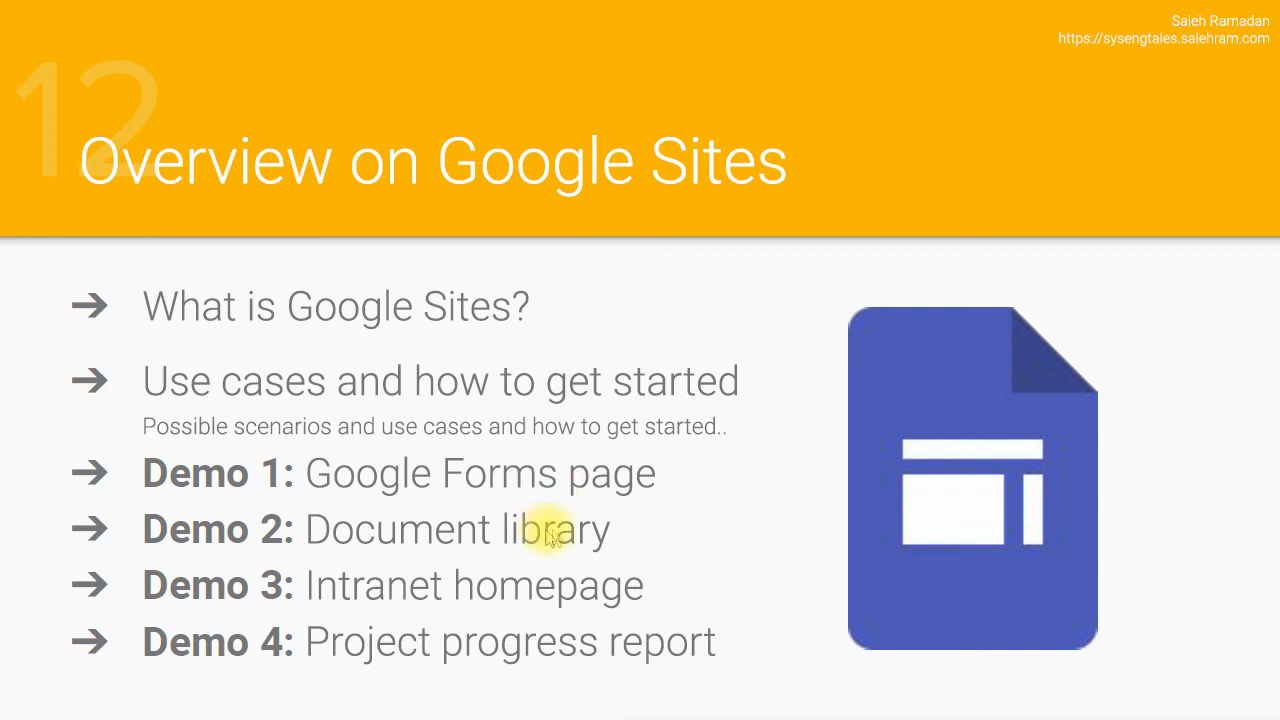 Saleh Ramadan
https://sysengtales.salehram.com
12
Overview on Google Sites
➔ What is Google Sites?
➔ Use cases and how to get started
Possible scenarios and use cases and how to get started..
➔ Demo 1: Google Forms page
➔ Demo 2: Document library
➔ Demo 3: Intranet homepage
➔ Demo 4: Project progress report